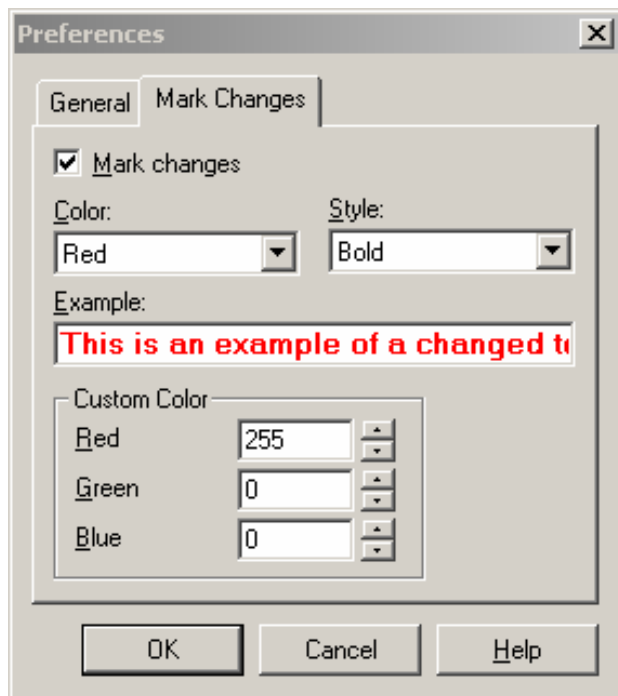 Preferences
General Mark Changes
Mark changes
Color: Style:
Red Bold
Example:
This is an example of a changed te
Custom Color
Red 255
Green 0
Blue 0
OK Cancel Help